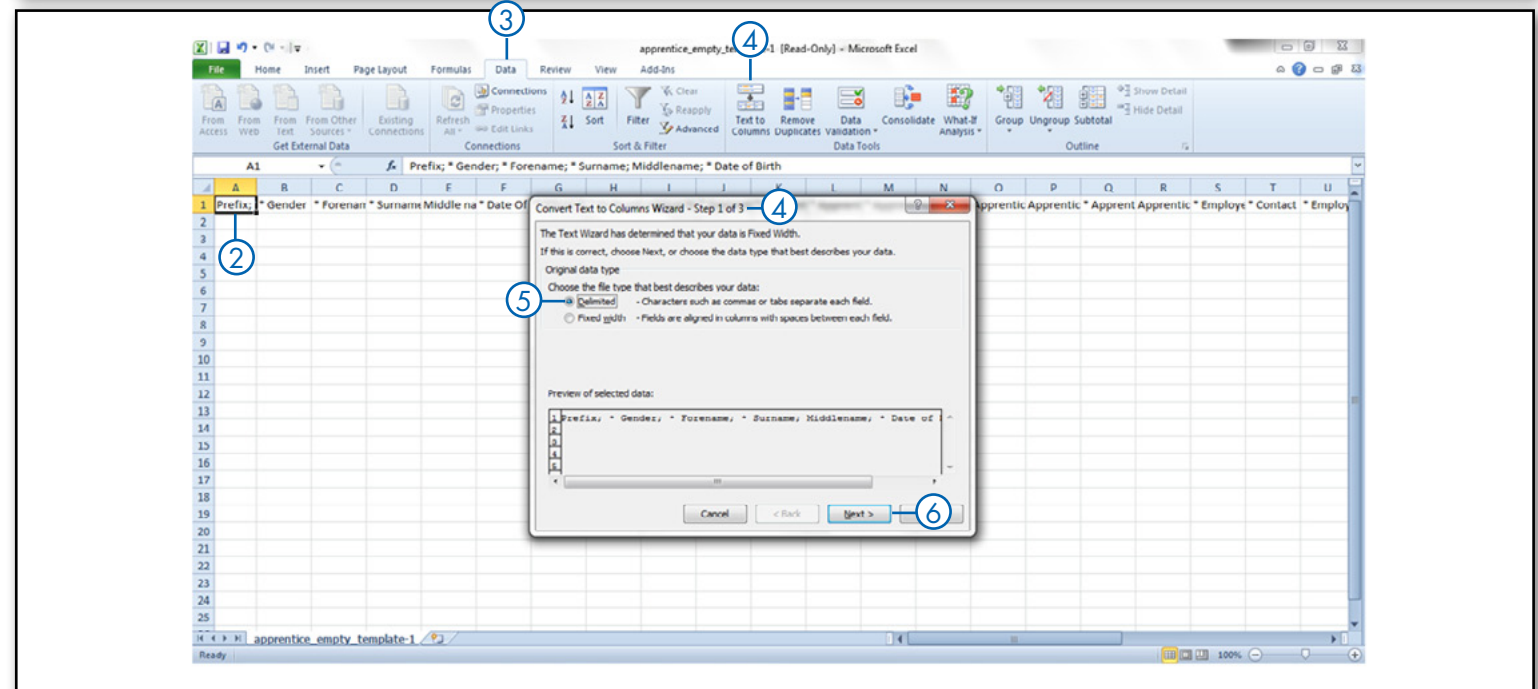 3
4
apprentice_empty_te -1 [Read-Only] - Microsoft Excel
File Home Insert Page Layout Formulas Data Review View Add-Ins
Connections Clear Show Detail
Properties Reapply Hide Detail
From Access From Web From Text From Other Sources Existing Connections Refresh All Edit Links Sort Filter Advanced Text to Columns Remove Duplicates Data Validation Consolidate What-If Analysis Group Ungroup Subtotal
Get External Data Connections Sort & Filter Data Tools Outline
A1 fx Prefix; * Gender; * Forename; * Surname; Middlename; * Date of Birth
A B C D E F G H I J K L M N O P Q R S T U
1 Prefix; * Gender * Forenam * Surname Middle na * Date Of pprentic Apprentic * Apprent Apprentic * Employe * Contact * Employ
Convert Text to Columns Wizard - Step 1 of 3
4
2
3
4
5
6
7
8
9
10
11
12
13
14
15
16
17
18
19
20
21
22
23
24
25
2
The Text Wizard has determined that your data is Fixed Width.
If this is correct, choose Next, or choose the data type that best describes your data.
Original data type
Choose the file type that best describes your data:
5
Delimited - Characters such as commas or tabs separate each field.
Fixed width - Fields are aligned in columns with spaces between each field.
Preview of selected data:
1 Prefix; * Gender; * Forename; * Surname; Middlename; * Date of
2
3
4
5
Cancel < Back Next >
6
apprentice_empty_template-1
Ready 100%